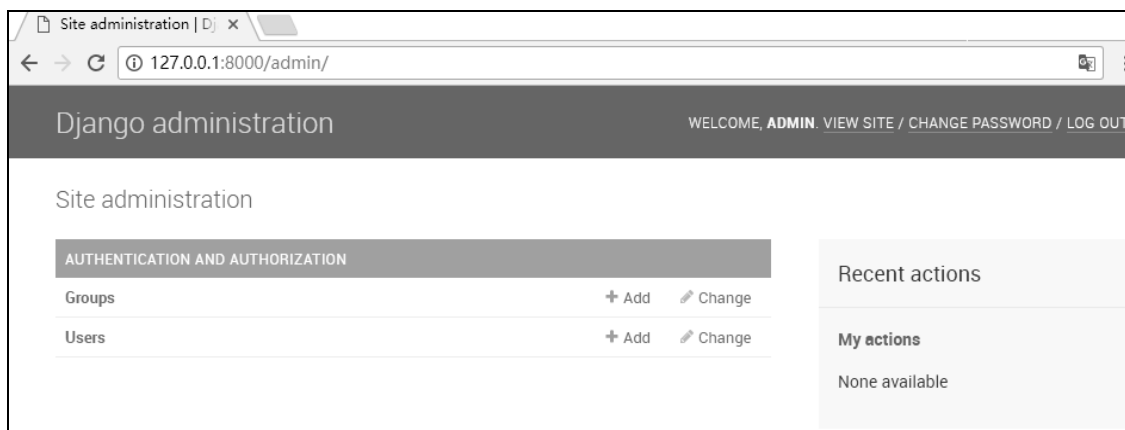 Site administration | Dj
127.0.0.1:8000/admin/
Django administration
WELCOME, ADMIN. VIEW SITE / CHANGE PASSWORD / LOG OUT
Site administration
AUTHENTICATION AND AUTHORIZATION
Groups + Add Change
Users + Add Change
Recent actions
My actions
None available